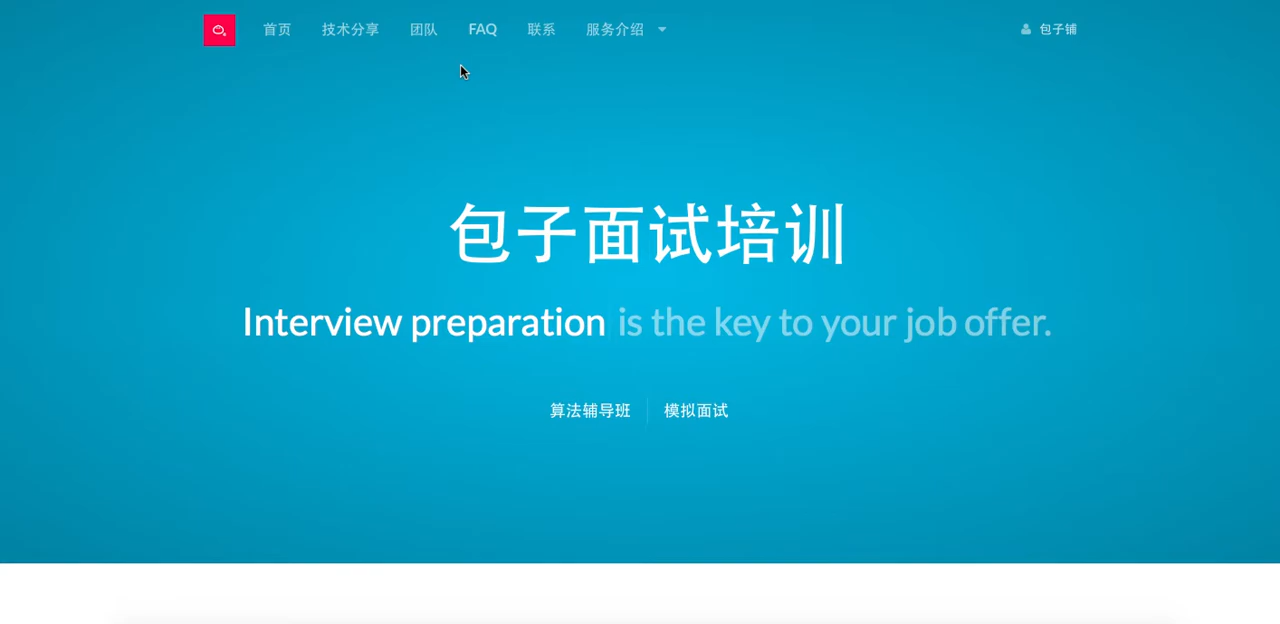 首页 技术分享 团队 FAQ 联系 服务介绍 包子铺
包子面试培训
Interview preparation is the key to your job offer.
算法辅导班 模拟面试